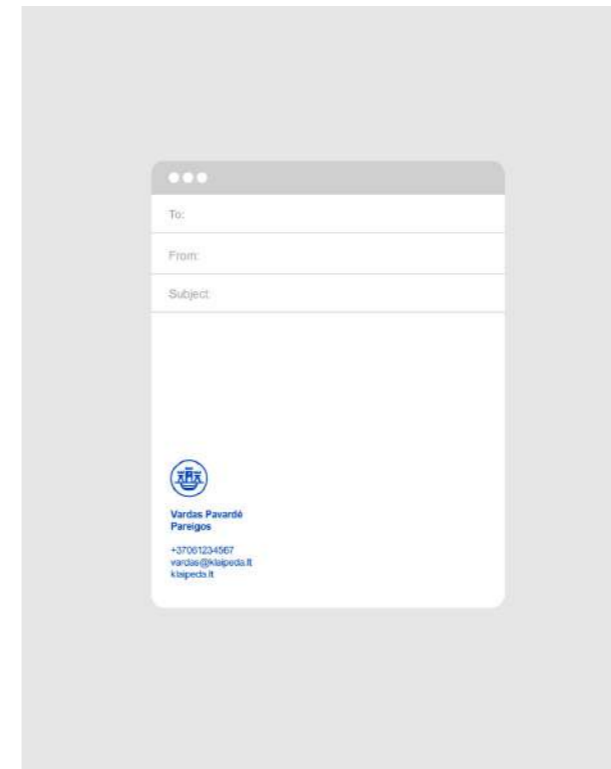 To:
From:
Subject:
Vardas Pavardė
Pareigos
+37061234567
vardas@klaipeda.lt
klaipeda.lt